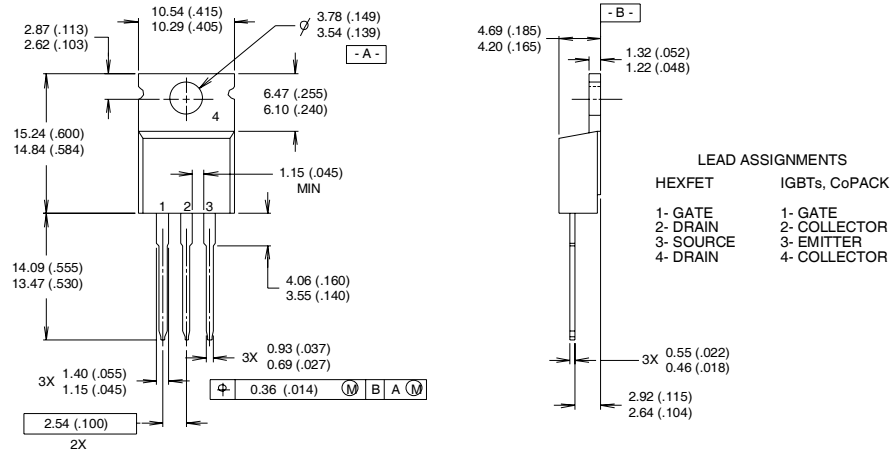 10.54 (.415)
10.29 (.405)
ø 3.78 (.149)
3.54 (.139)
- A -
2.87 (.113)
2.62 (.103)
6.47 (.255)
6.10 (.240)
4
15.24 (.600)
14.84 (.584)
1.15 (.045)
MIN
1 2 3
14.09 (.555)
13.47 (.530)
4.06 (.160)
3.55 (.140)
3X 0.93 (.037)
0.69 (.027)
3X 1.40 (.055)
1.15 (.045)
⌖ 0.36 (.014) Ⓜ B A Ⓜ
2.54 (.100)
2X
- B -
4.69 (.185)
4.20 (.165)
1.32 (.052)
1.22 (.048)
3X 0.55 (.022)
0.46 (.018)
2.92 (.115)
2.64 (.104)
LEAD ASSIGNMENTS
HEXFET IGBTs, CoPACK
1- GATE 1- GATE
2- DRAIN 2- COLLECTOR
3- SOURCE 3- EMITTER
4- DRAIN 4- COLLECTOR